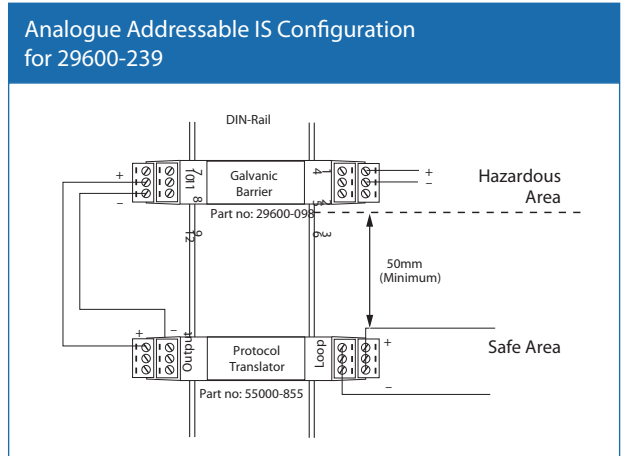 Analogue Addressable IS Configuration
for 29600-239
DIN-Rail
7
10
11
8
9
12
Galvanic
Barrier
1
4
2
5
3
6
+
−
+
−
Hazardous
Area
Part no: 29600-098
50mm
(Minimum)
+
−
Output
Protocol
Translator
Loop
+
−
Safe Area
Part no: 55000-855